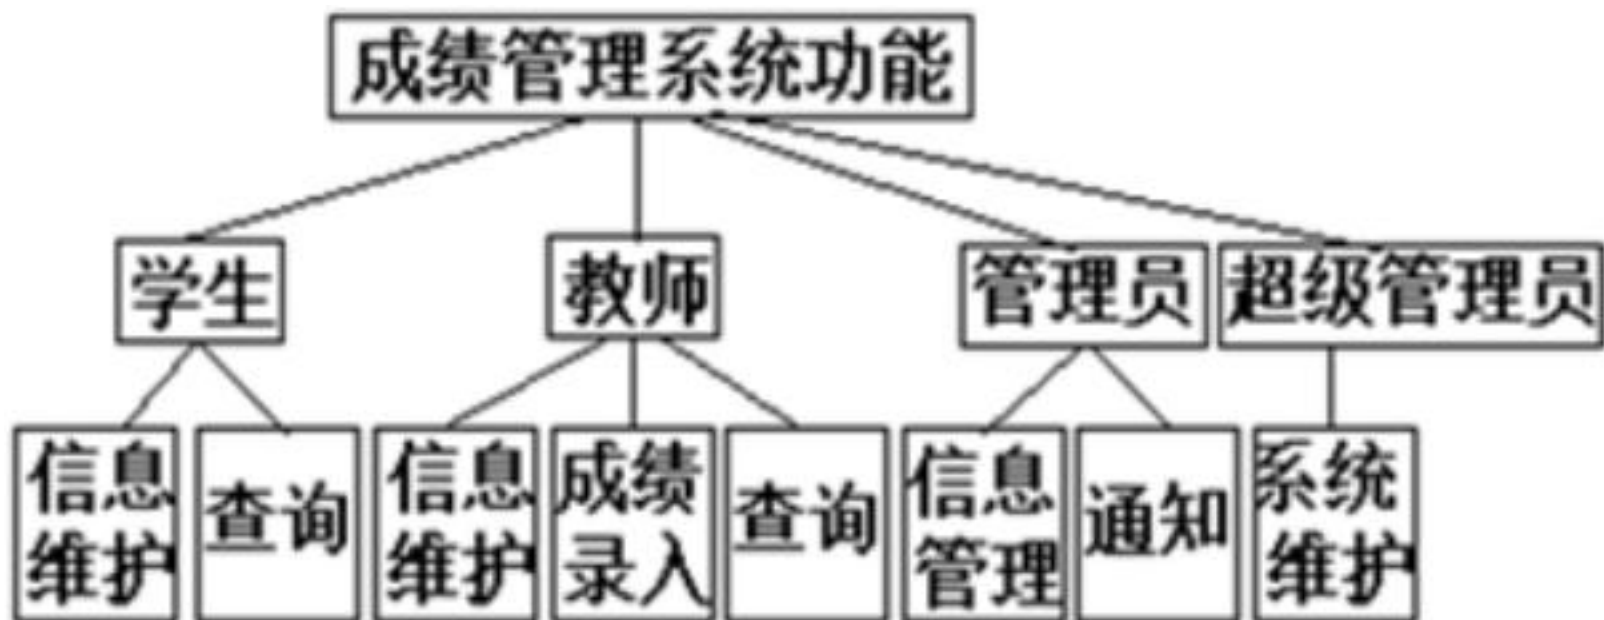 成绩管理系统功能
学生
教师
管理员
超级管理员
信息
维护
查询
信息
维护
成绩
录入
查询
信息
管理
通知
系统
维护